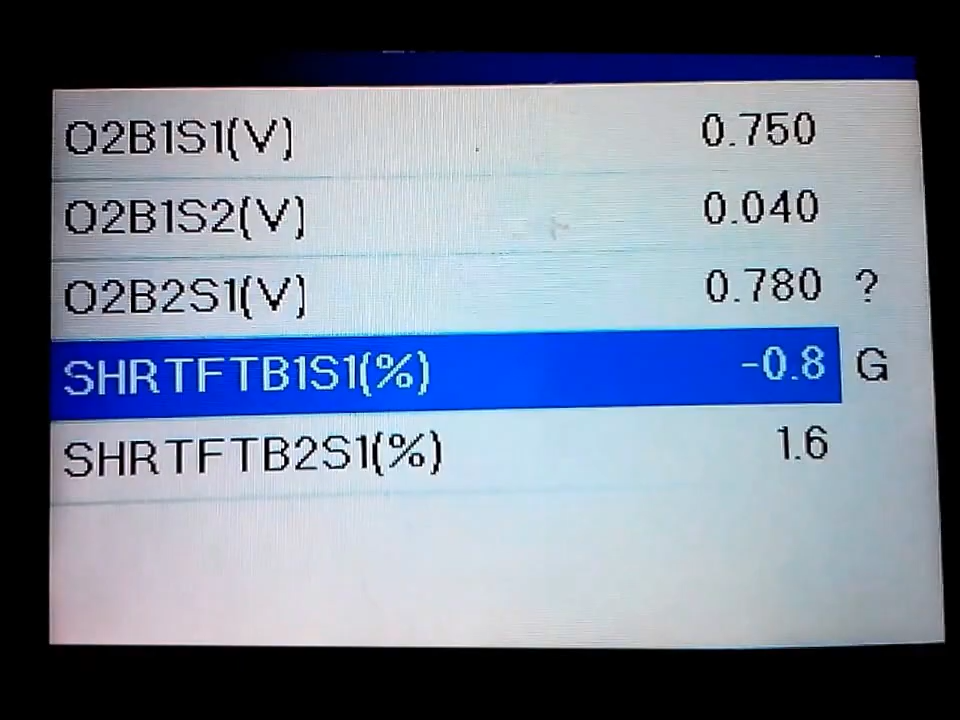 O2B1S1(V) 0.750
O2B1S2(V) 0.040
O2B2S1(V) 0.780 ?
SHRTFTB1S1(%) -0.8 G
SHRTFTB2S1(%) 1.6